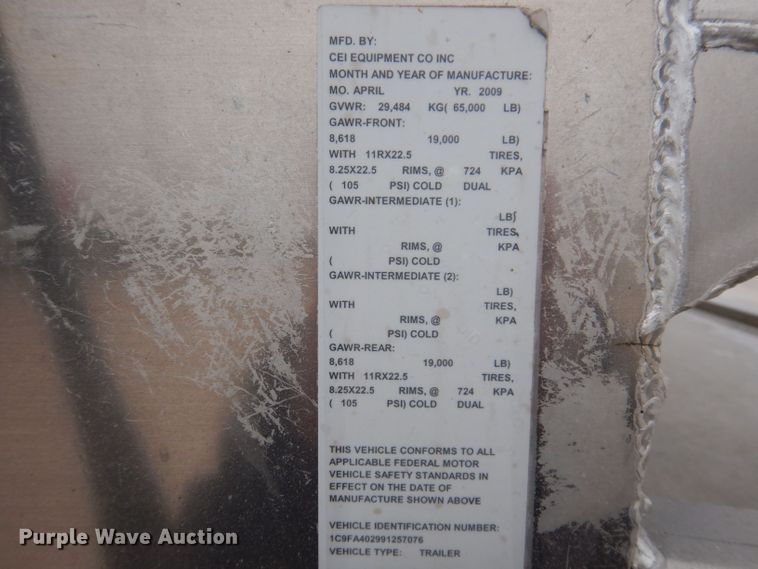 MFD. BY:
CEI EQUIPMENT CO INC
MONTH AND YEAR OF MANUFACTURE:
MO. APRIL YR. 2009
GVWR: 29,484 KG( 65,000 LB)
GAWR-FRONT:
8,618 19,000 LB)
WITH 11RX22.5 TIRES,
8.25X22.5 RIMS, @ 724 KPA
( 105 PSI) COLD DUAL
GAWR-INTERMEDIATE (1):
LB)
WITH TIRES,
RIMS, @ KPA
( PSI) COLD
GAWR-INTERMEDIATE (2):
LB)
WITH TIRES,
RIMS, @ KPA
( PSI) COLD
GAWR-REAR:
8,618 19,000 LB)
WITH 11RX22.5 TIRES,
8.25X22.5 RIMS, @ 724 KPA
( 105 PSI) COLD DUAL
THIS VEHICLE CONFORMS TO ALL
APPLICABLE FEDERAL MOTOR
VEHICLE SAFETY STANDARDS IN
EFFECT ON THE DATE OF
MANUFACTURE SHOWN ABOVE
VEHICLE IDENTIFICATION NUMBER:
1C9FA402991257076
VEHICLE TYPE: TRAILER
Purple Wave Auction